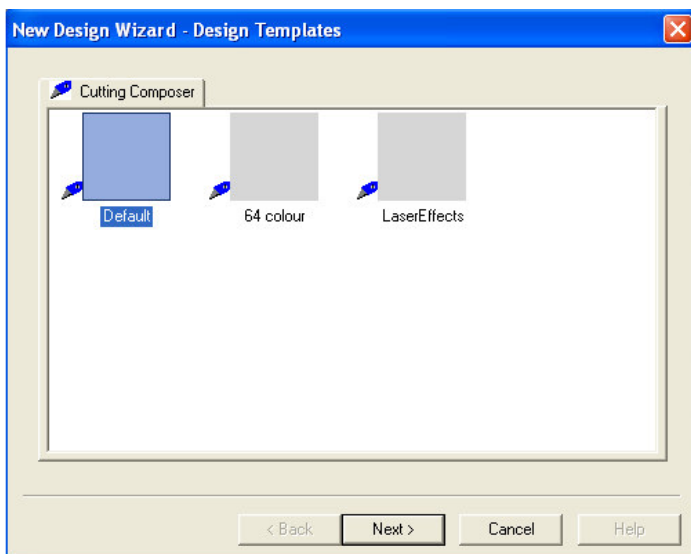 New Design Wizard - Design Templates
Cutting Composer
Default 64 colour LaserEffects
< Back Next > Cancel Help